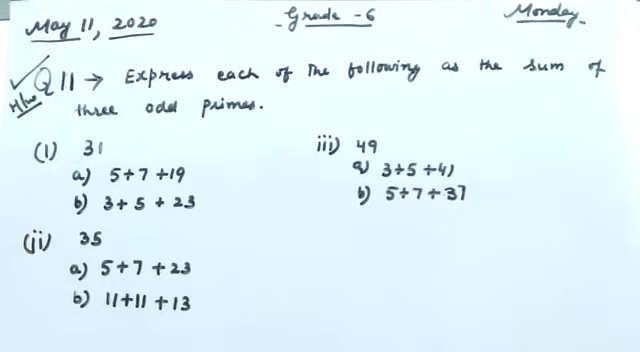 May 11, 2020
Grade - 6
Monday
Q 11 → Express each of the following as the sum of
H/w
three odd primes.
(i) 31
a) 5+7+19
b) 3+5+23
(ii) 35
a) 5+7+23
b) 11+11+13
iii) 49
a) 3+5+41
b) 5+7+37